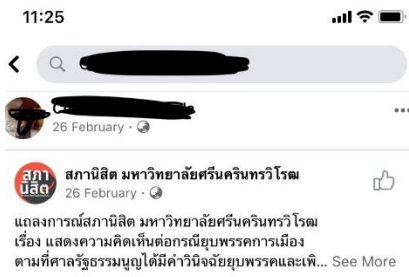 11:25
26 February ·
สภานิสิต
สภานิสิต มหาวิทยาลัยศรีนครินทรวิโรฒ
26 February ·
แถลงการณ์สภานิสิต มหาวิทยาลัยศรีนครินทรวิโรฒ
เรื่อง แสดงความคิดเห็นต่อกรณียุบพรรคการเมือง
ตามที่ศาลรัฐธรรมนูญได้มีคำวินิจฉัยยุบพรรคและเพิ... See More